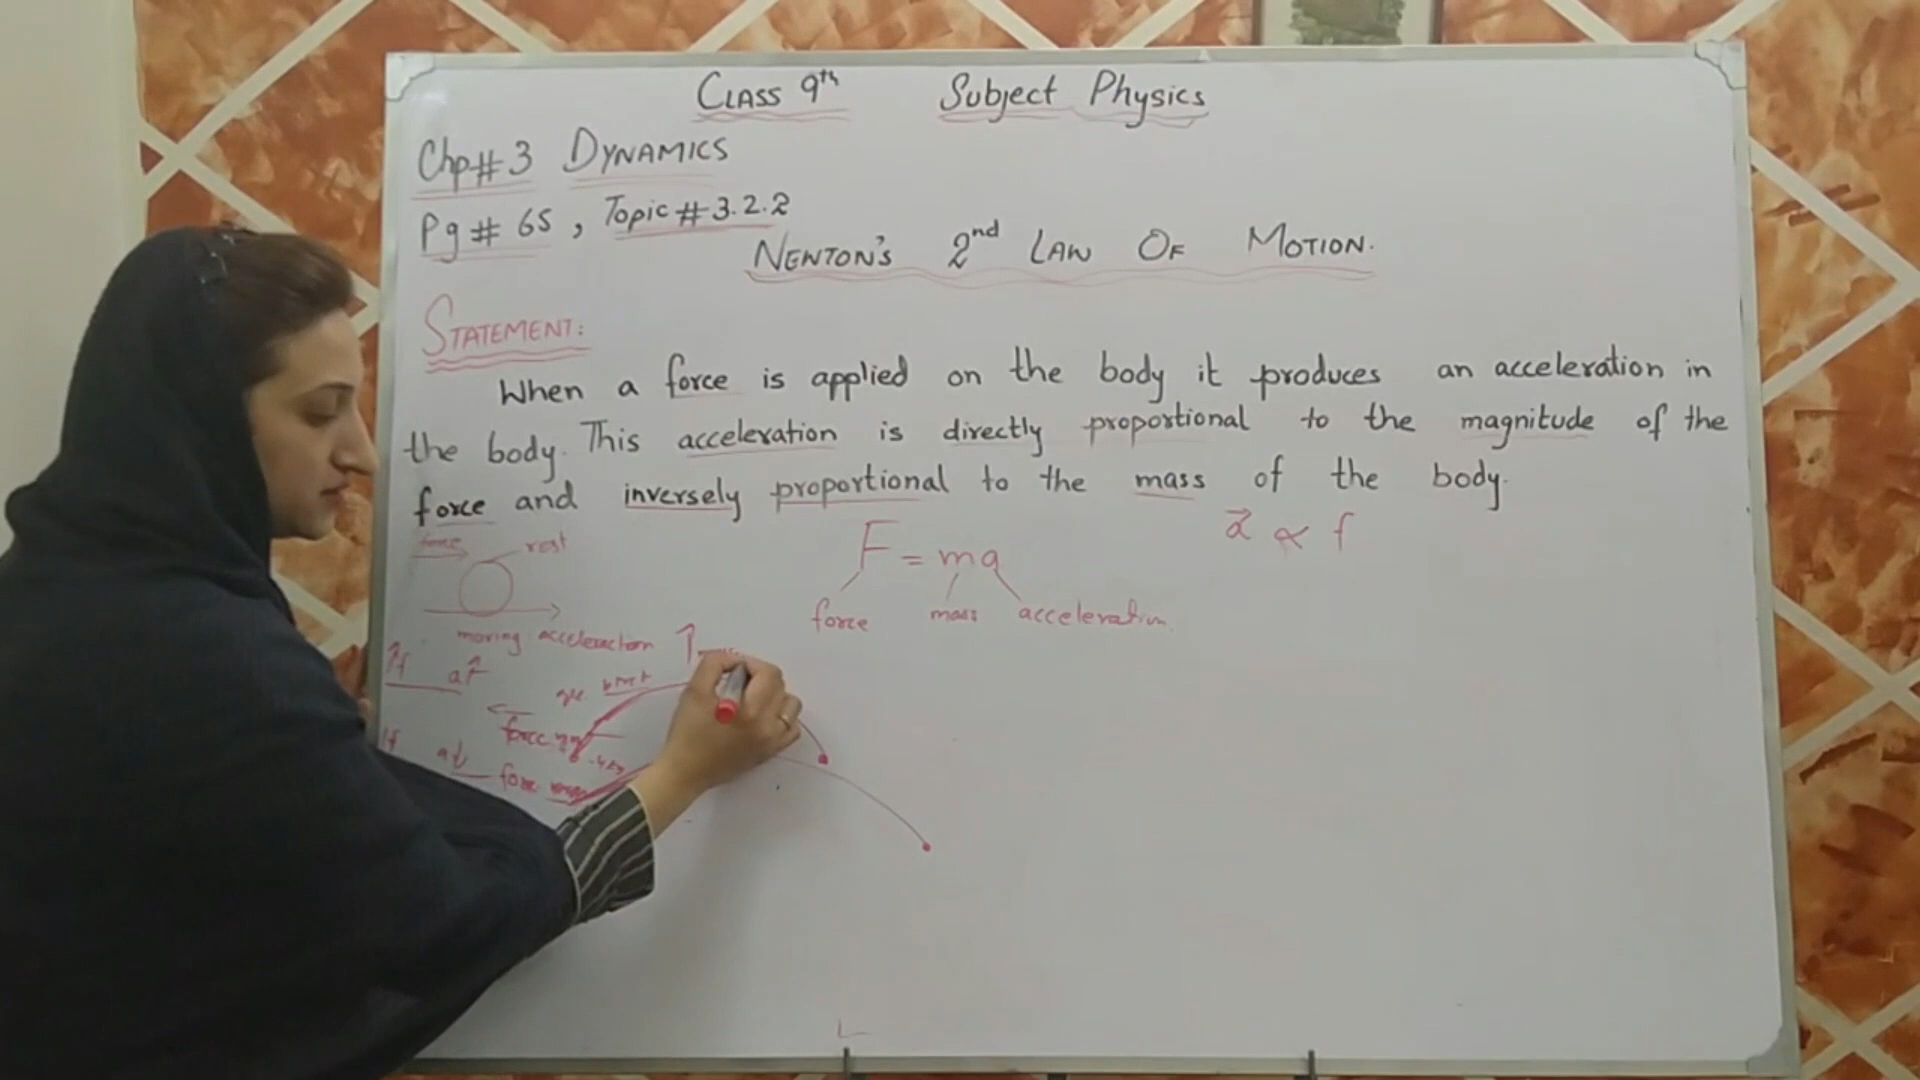 CLASS 9th Subject Physics
Chp# 3 DYNAMICS
Pg # 65, Topic # 3.2.2
NEWTON'S 2nd LAW OF MOTION.
STATEMENT:
When a force is applied on the body it produces an acceleration in
the body. This acceleration is directly proportional to the magnitude of the
force and inversely proportional to the mass of the body.
force rest
F = ma
a⃗ ∝ f
force mass acceleration
moving acceleraction
↑f a↑
force
a↓ force